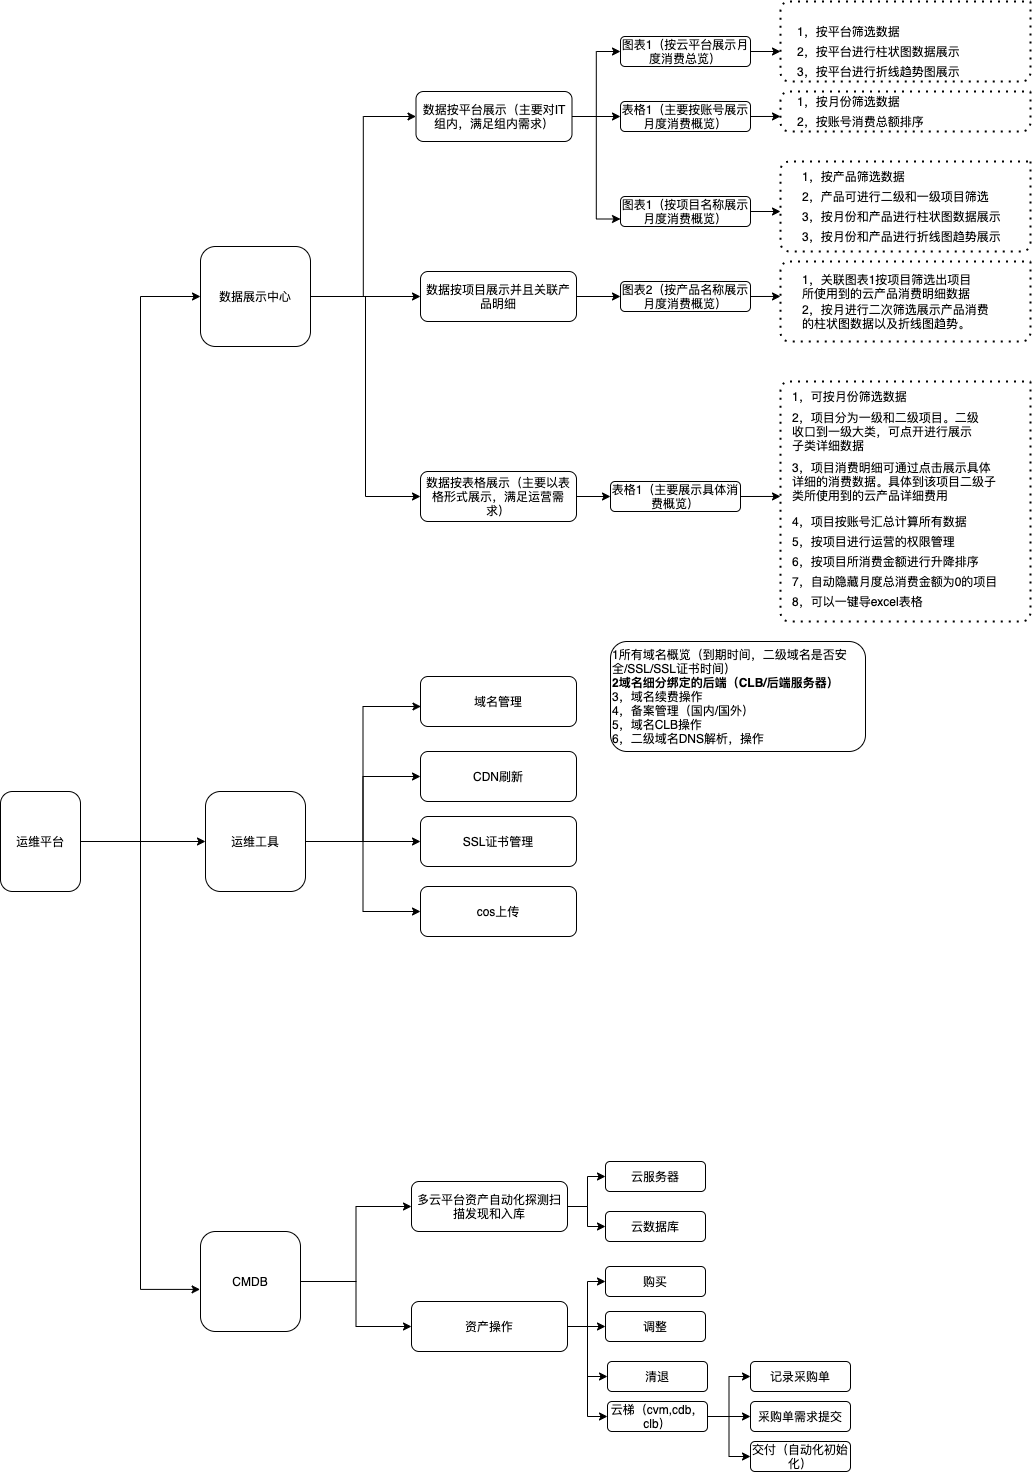 1，按平台筛选数据
2，按平台进行柱状图数据展示
3，按平台进行折线趋势图展示
图表1（按云平台展示月
度消费总览）
数据按平台展示（主要对IT
组内，满足组内需求）
表格1（主要按账号展示
月度消费概览）
1，按月份筛选数据
2，按账号消费总额排序
图表1（按项目名称展示
月度消费概览）
1，按产品筛选数据
2，产品可进行二级和一级项目筛选
3，按月份和产品进行柱状图数据展示
3，按月份和产品进行折线图趋势展示
数据展示中心
数据按项目展示并且关联产
品明细
图表2（按产品名称展示
月度消费概览）
1，关联图表1按项目筛选出项目
所使用到的云产品消费明细数据
2，按月进行二次筛选展示产品消费
的柱状图数据以及折线图趋势。
数据按表格展示（主要以表
格形式展示，满足运营需
求）
表格1（主要展示具体消
费概览）
1，可按月份筛选数据
2，项目分为一级和二级项目。二级
收口到一级大类，可点开进行展示
子类详细数据
3，项目消费明细可通过点击展示具体
详细的消费数据。具体到该项目二级子
类所使用到的云产品详细费用
4，项目按账号汇总计算所有数据
5，按项目进行运营的权限管理
6，按项目所消费金额进行升降排序
7，自动隐藏月度总消费金额为0的项目
8，可以一键导excel表格
1所有域名概览（到期时间，二级域名是否安
全/SSL/SSL证书时间）
2域名细分绑定的后端（CLB/后端服务器）
3，域名续费操作
4，备案管理（国内/国外）
5，域名CLB操作
6，二级域名DNS解析，操作
域名管理
CDN刷新
运维平台
运维工具
SSL证书管理
cos上传
多云平台资产自动化探测扫
描发现和入库
云服务器
云数据库
CMDB
资产操作
购买
调整
清退
云梯（cvm,cdb,
clb）
记录采购单
采购单需求提交
交付（自动化初始
化）